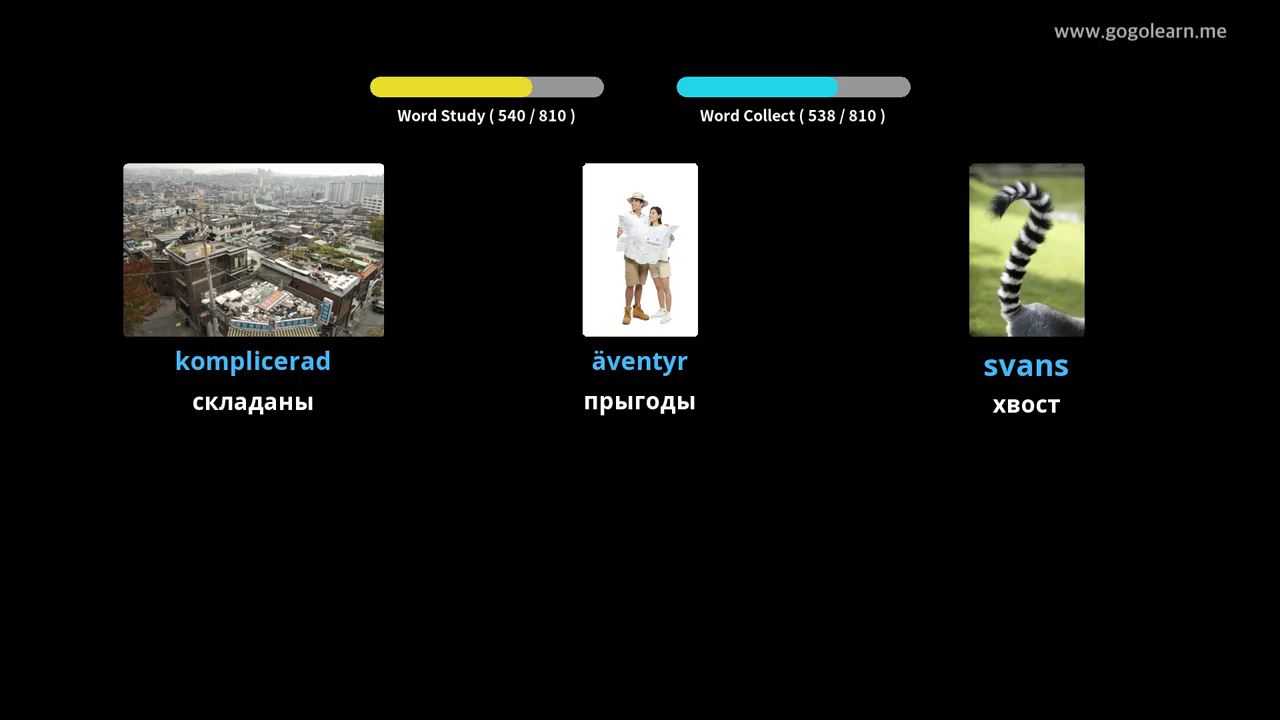 www.gogolearn.me
Word Study ( 540 / 810 )
Word Collect ( 538 / 810 )
komplicerad
äventyr
svans
складаны
прыгоды
хвост